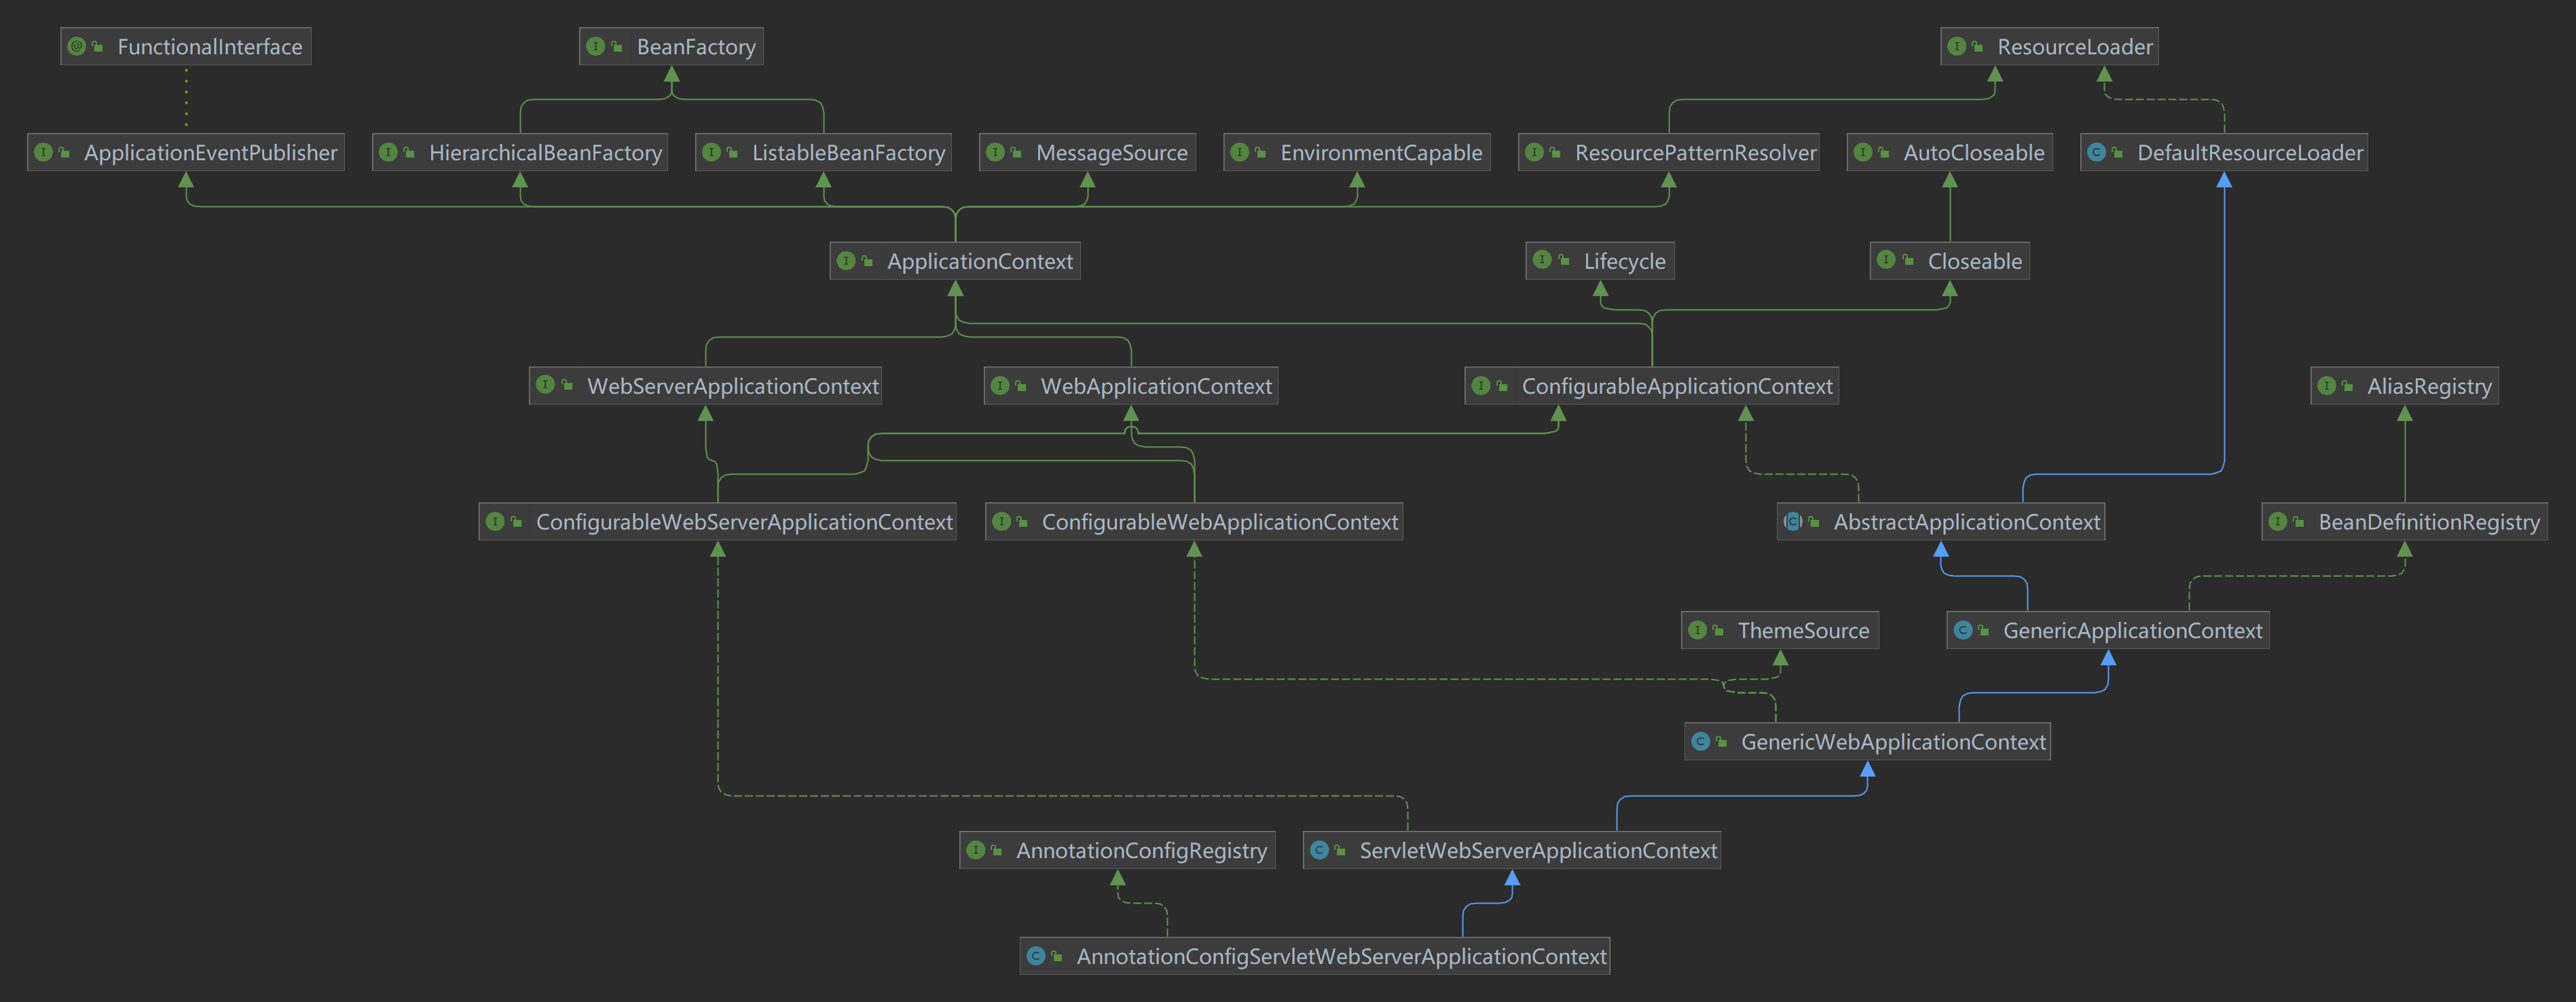 FunctionalInterface
BeanFactory
ResourceLoader
ApplicationEventPublisher
HierarchicalBeanFactory
ListableBeanFactory
MessageSource
EnvironmentCapable
ResourcePatternResolver
AutoCloseable
DefaultResourceLoader
ApplicationContext
Lifecycle
Closeable
WebServerApplicationContext
WebApplicationContext
ConfigurableApplicationContext
AliasRegistry
ConfigurableWebServerApplicationContext
ConfigurableWebApplicationContext
AbstractApplicationContext
BeanDefinitionRegistry
ThemeSource
GenericApplicationContext
GenericWebApplicationContext
AnnotationConfigRegistry
ServletWebServerApplicationContext
AnnotationConfigServletWebServerApplicationContext